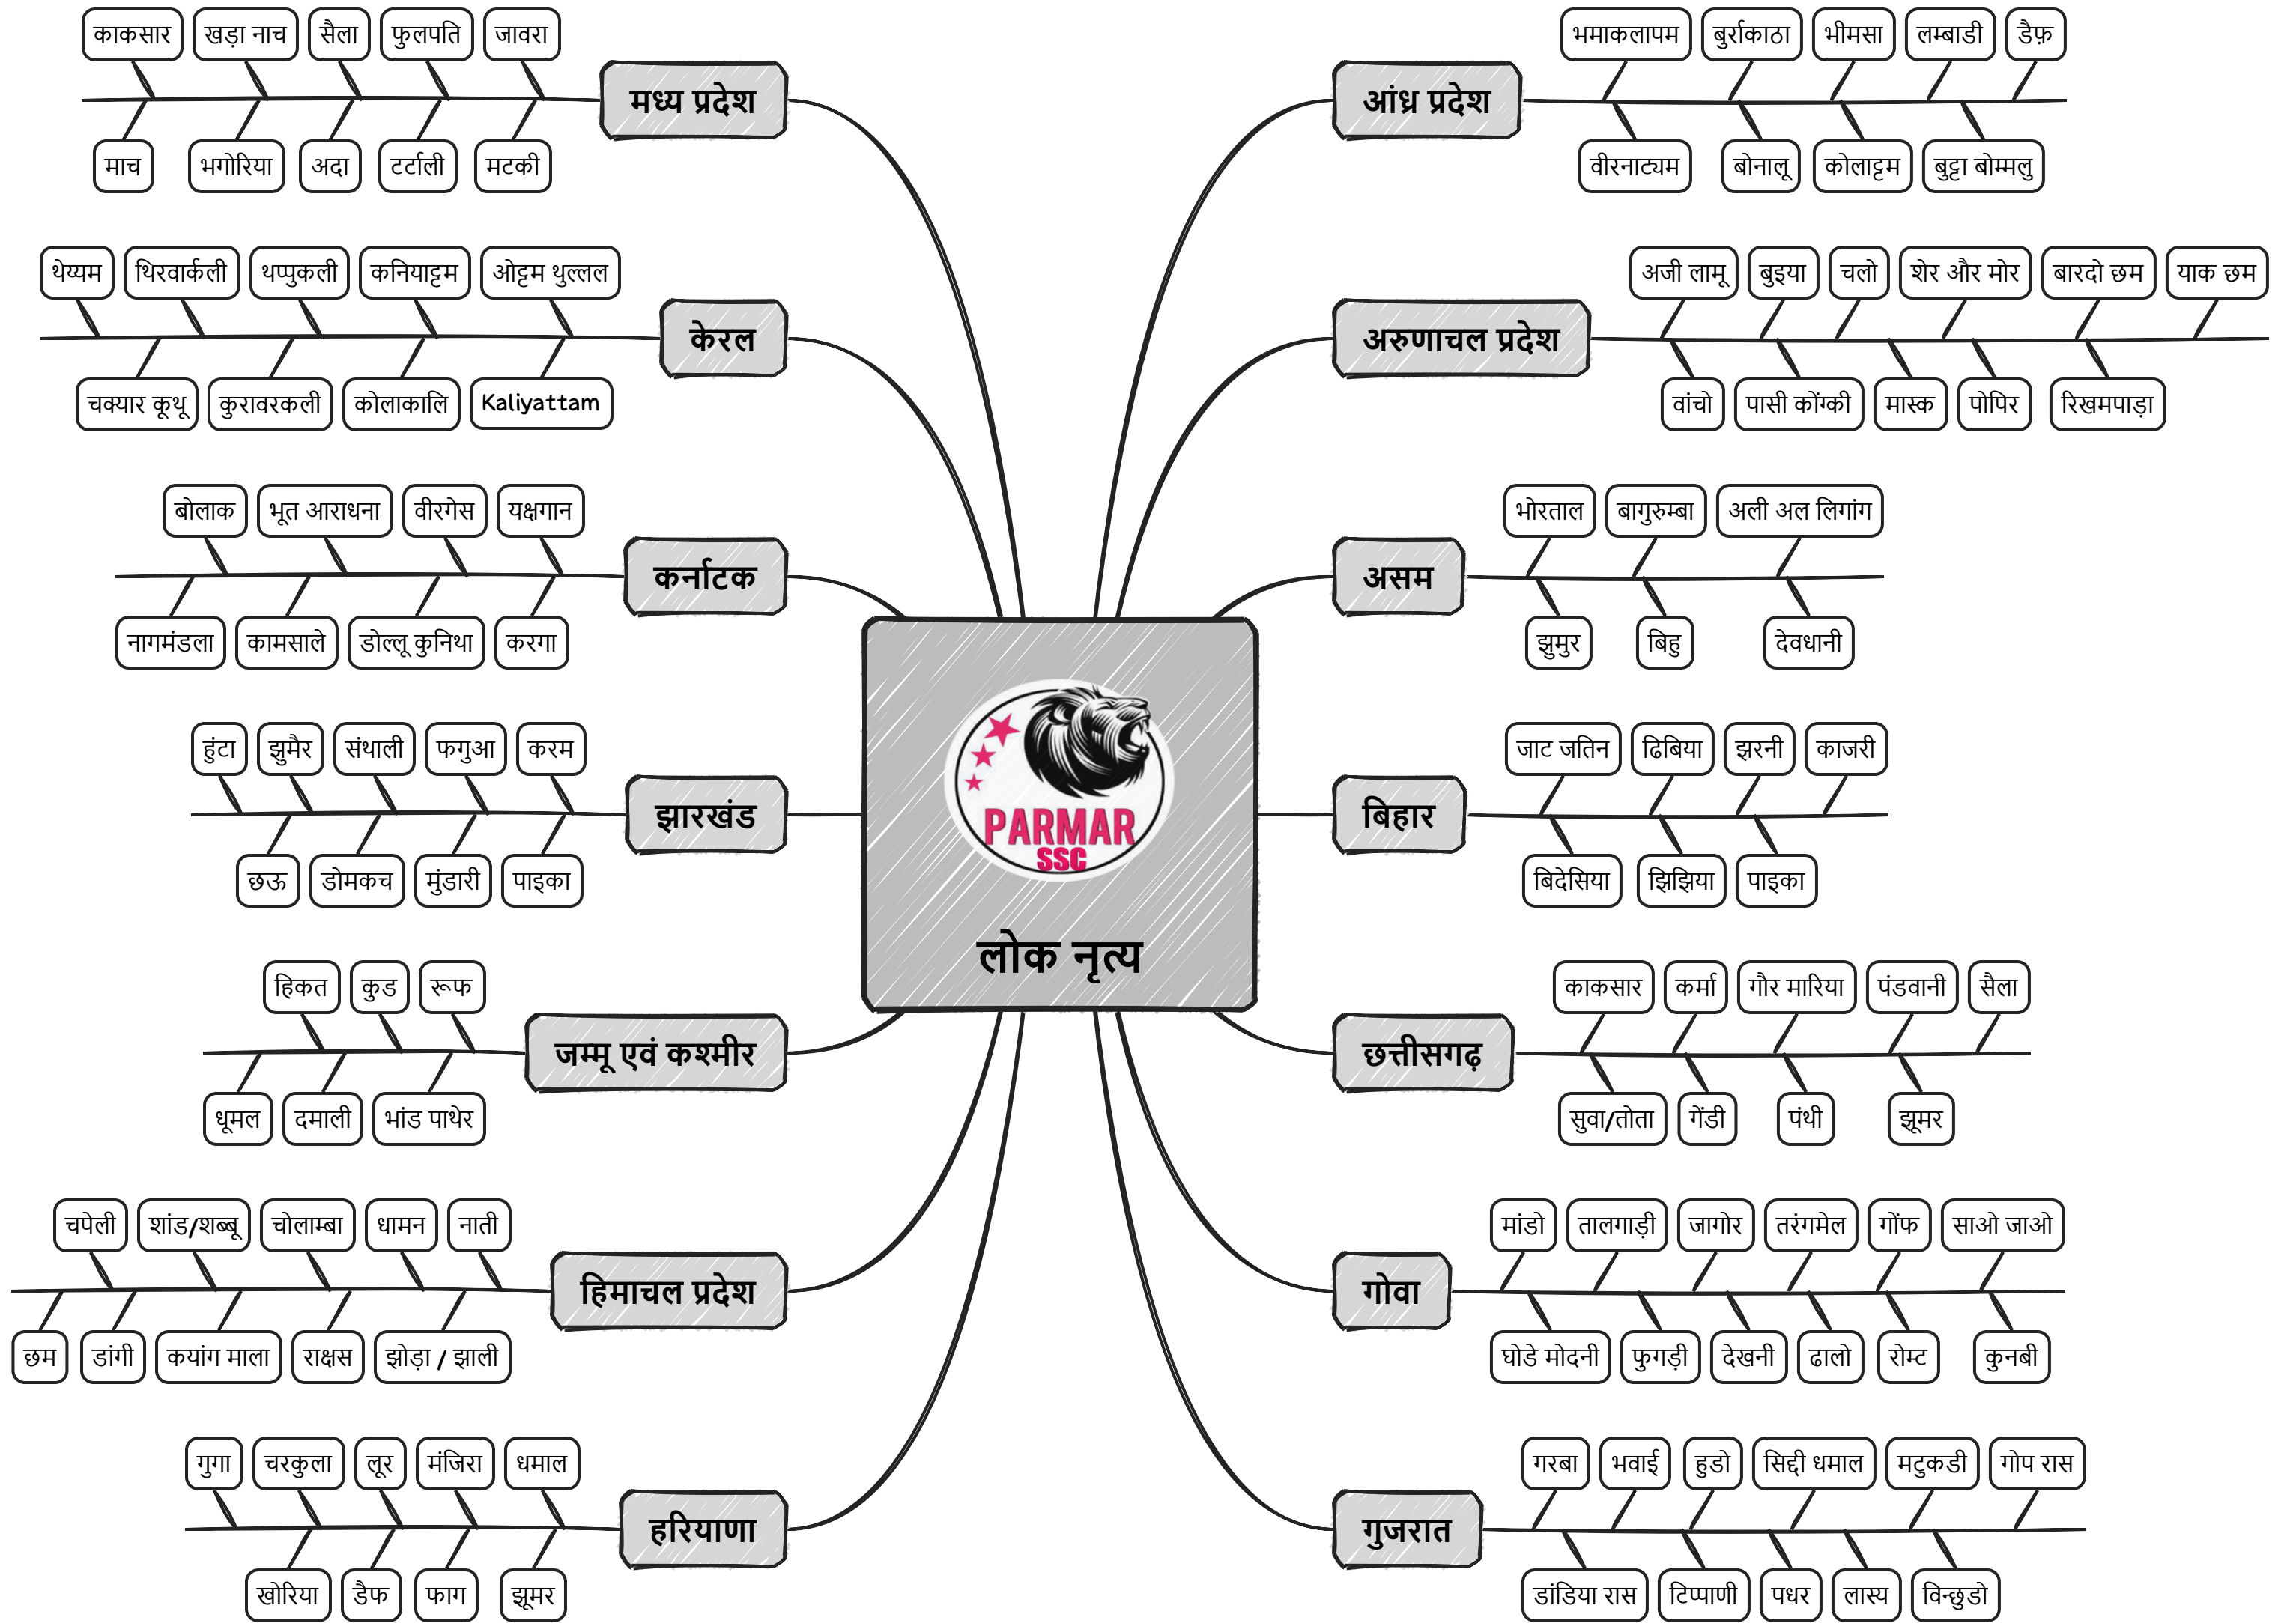 काकसार
खड़ा नाच
सैला
फुलपति
जावरा
मध्य प्रदेश
माच
भगोरिया
अदा
टर्टाली
मटकी
थेय्यम
थिरवार्कली
थप्पुकली
कनियाट्टम
ओट्टम थुल्लल
केरल
चक्यार कूथू
कुरावरकली
कोलाकालि
Kaliyattam
बोलाक
भूत आराधना
वीरगेस
यक्षगान
कर्नाटक
नागमंडला
कामसाले
डोल्लू कुनिथा
करगा
हुंटा
झुमैर
संथाली
फगुआ
करम
झारखंड
छऊ
डोमकच
मुंडारी
पाइका
हिकत
कुड
रूफ
जम्मू एवं कश्मीर
धूमल
दमाली
भांड पाथेर
चपेली
शांड/शब्बू
चोलाम्बा
धामन
नाती
हिमाचल प्रदेश
छम
डांगी
कयांग माला
राक्षस
झोड़ा / झाली
गुगा
चरकुला
लूर
मंजिरा
धमाल
हरियाणा
खोरिया
डैफ
फाग
झूमर
PARMAR
SSC
लोक नृत्य
भमाकलापम
बुर्राकाठा
भीमसा
लम्बाडी
डैफ़
आंध्र प्रदेश
वीरनाट्यम
बोनालू
कोलाट्टम
बुट्टा बोम्मलु
अजी लामू
बुइया
चलो
शेर और मोर
बारदो छम
याक छम
अरुणाचल प्रदेश
वांचो
पासी कोंग्की
मास्क
पोपिर
रिखमपाड़ा
भोरताल
बागुरुम्बा
अली अल लिगांग
असम
झुमुर
बिहु
देवधानी
जाट जतिन
ढिबिया
झरनी
काजरी
बिहार
बिदेसिया
झिझिया
पाइका
काकसार
कर्मा
गौर मारिया
पंडवानी
सैला
छत्तीसगढ़
सुवा/तोता
गेंडी
पंथी
झूमर
मांडो
तालगाड़ी
जागोर
तरंगमेल
गोंफ
साओ जाओ
गोवा
घोडे मोदनी
फुगड़ी
देखनी
ढालो
रोम्ट
कुनबी
गरबा
भवाई
हुडो
सिद्दी धमाल
मटुकडी
गोप रास
गुजरात
डांडिया रास
टिप्पाणी
पधर
लास्य
विन्छुडो